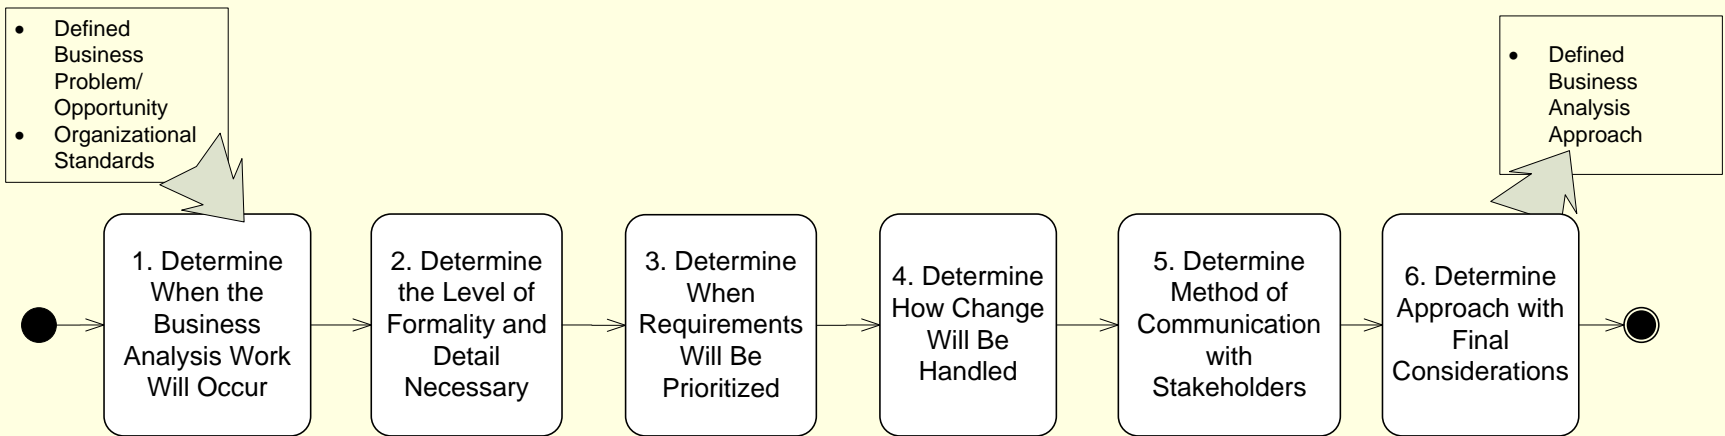 • Defined
Business
Problem/
Opportunity
• Organizational
Standards
• Defined
Business
Analysis
Approach
1. Determine
When the
Business
Analysis Work
Will Occur
2. Determine
the Level of
Formality and
Detail
Necessary
3. Determine
When
Requirements
Will Be
Prioritized
4. Determine
How Change
Will Be
Handled
5. Determine
Method of
Communication
with
Stakeholders
6. Determine
Approach with
Final
Considerations